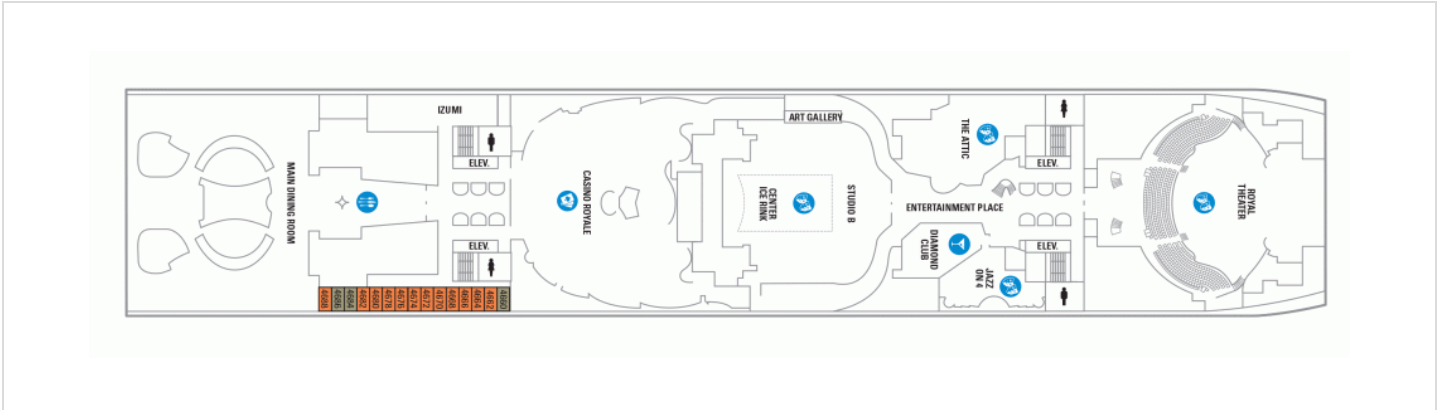 IZUMI
ELEV.
MAIN DINING ROOM
ELEV.
4688
4686
4684
4682
4680
4678
4676
4674
4672
4670
4668
4666
4664
4662
4660
CASINO ROYALE
ART GALLERY
CENTER
ICE RINK
STUDIO B
THE ATTIC
ENTERTAINMENT PLACE
DIAMOND
CLUB
JAZZ
ON 4
ELEV.
ELEV.
ROYAL
THEATER